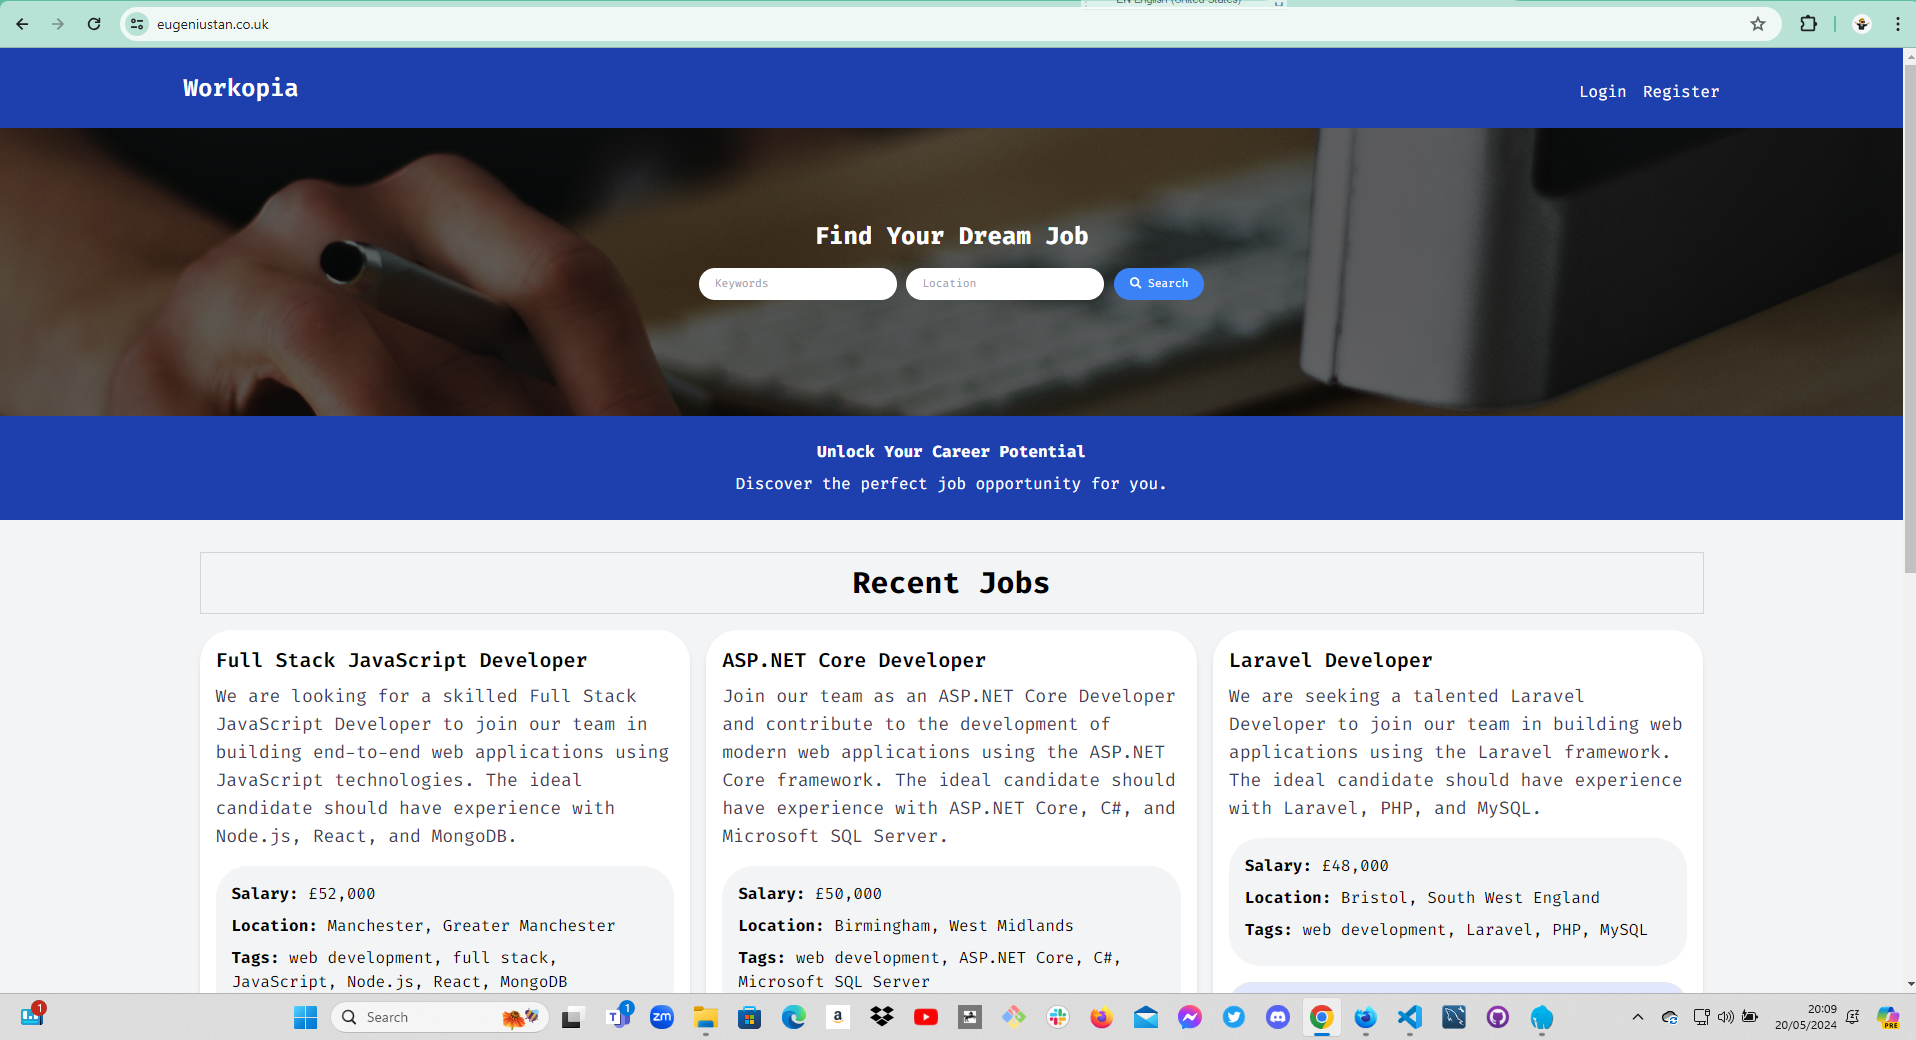 EN English (United States)
eugeniustan.co.uk
Workopia
Login Register
Find Your Dream Job
Keywords Location Search
Unlock Your Career Potential
Discover the perfect job opportunity for you.
Recent Jobs
Full Stack JavaScript Developer
We are looking for a skilled Full Stack
JavaScript Developer to join our team in
building end-to-end web applications using
JavaScript technologies. The ideal
candidate should have experience with
Node.js, React, and MongoDB.
Salary: £52,000
Location: Manchester, Greater Manchester
Tags: web development, full stack,
JavaScript, Node.js, React, MongoDB
ASP.NET Core Developer
Join our team as an ASP.NET Core Developer
and contribute to the development of
modern web applications using the ASP.NET
Core framework. The ideal candidate should
have experience with ASP.NET Core, C#, and
Microsoft SQL Server.
Salary: £50,000
Location: Birmingham, West Midlands
Tags: web development, ASP.NET Core, C#,
Microsoft SQL Server
Laravel Developer
We are seeking a talented Laravel
Developer to join our team in building web
applications using the Laravel framework.
The ideal candidate should have experience
with Laravel, PHP, and MySQL.
Salary: £48,000
Location: Bristol, South West England
Tags: web development, Laravel, PHP, MySQL
1
Search
T 1
zm
a
20:09
20/05/2024
PRE